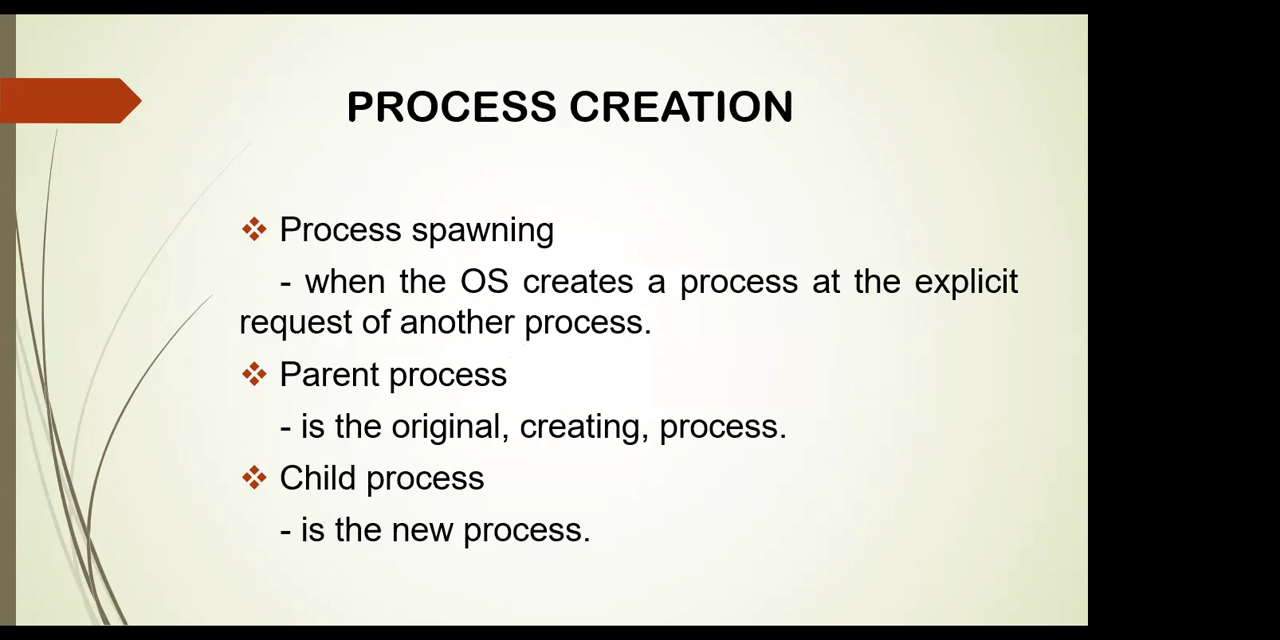 PROCESS CREATION
Process spawning
- when the OS creates a process at the explicit
request of another process.
Parent process
- is the original, creating, process.
Child process
- is the new process.